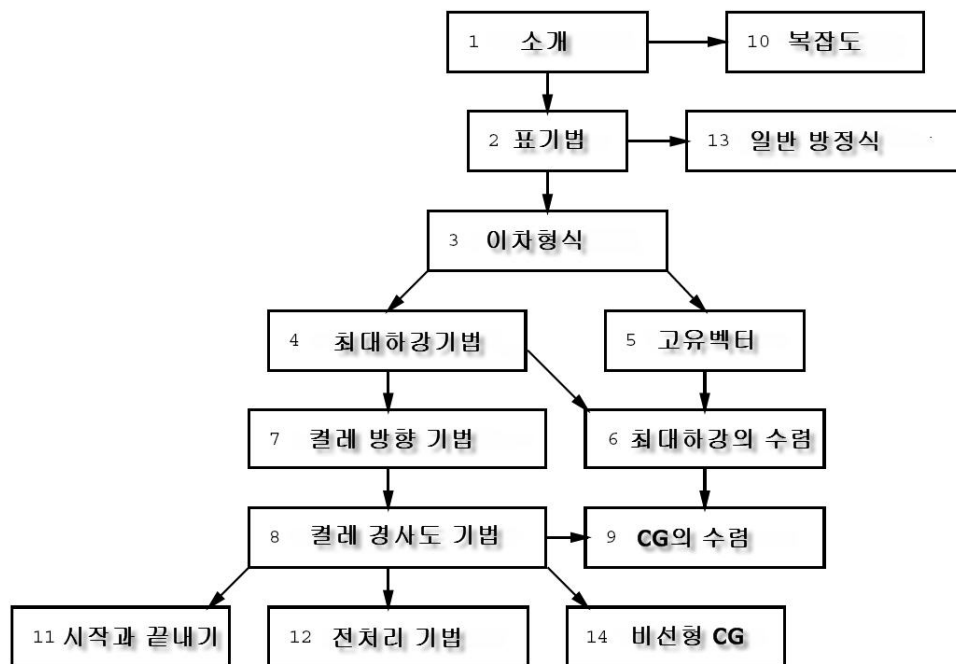 1 소개
10 복잡도
2 표기법
13 일반 방정식
3 이차형식
4 최대하강기법
5 고유벡터
7 켤레 방향 기법
6 최대하강의 수렴
8 켤레 경사도 기법
9 CG의 수렴
11 시작과 끝내기
12 전처리 기법
14 비선형 CG